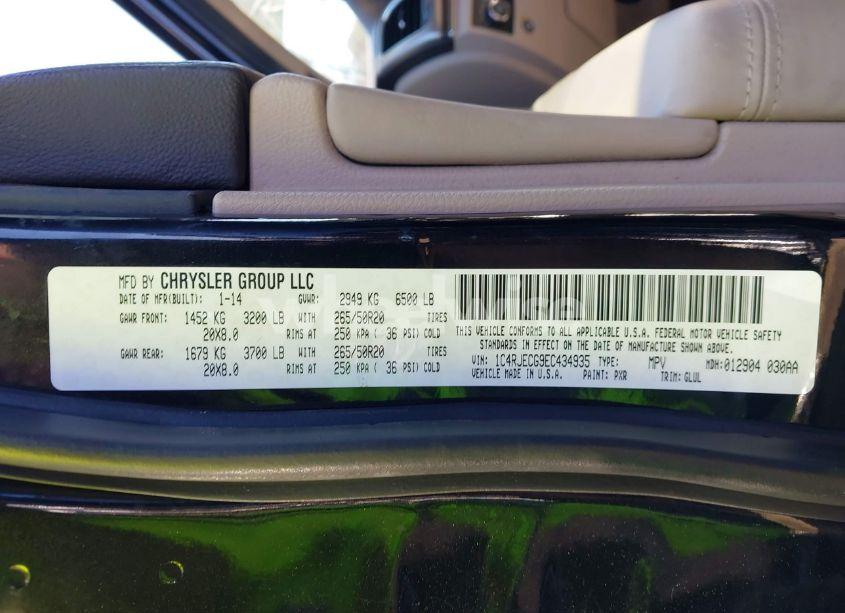 MFD BY CHRYSLER GROUP LLC
DATE OF MFR(BUILT): 1-14 GVWR: 2949 KG 6500 LB
GAWR FRONT: 1452 KG 3200 LB WITH 265/50R20 TIRES
20X8.0 RIMS AT 250 KPA ( 36 PSI) COLD
GAWR REAR: 1679 KG 3700 LB WITH 265/50R20 TIRES
20X8.0 RIMS AT 250 KPA ( 36 PSI) COLD
THIS VEHICLE CONFORMS TO ALL APPLICABLE U.S.A. FEDERAL MOTOR VEHICLE SAFETY
STANDARDS IN EFFECT ON THE DATE OF MANUFACTURE SHOWN ABOVE.
VIN: 1C4RJECG9EC434935 TYPE: MPV MDH:012904 030AA
VEHICLE MADE IN U.S.A. PAINT: PXR TRIM: GLUL